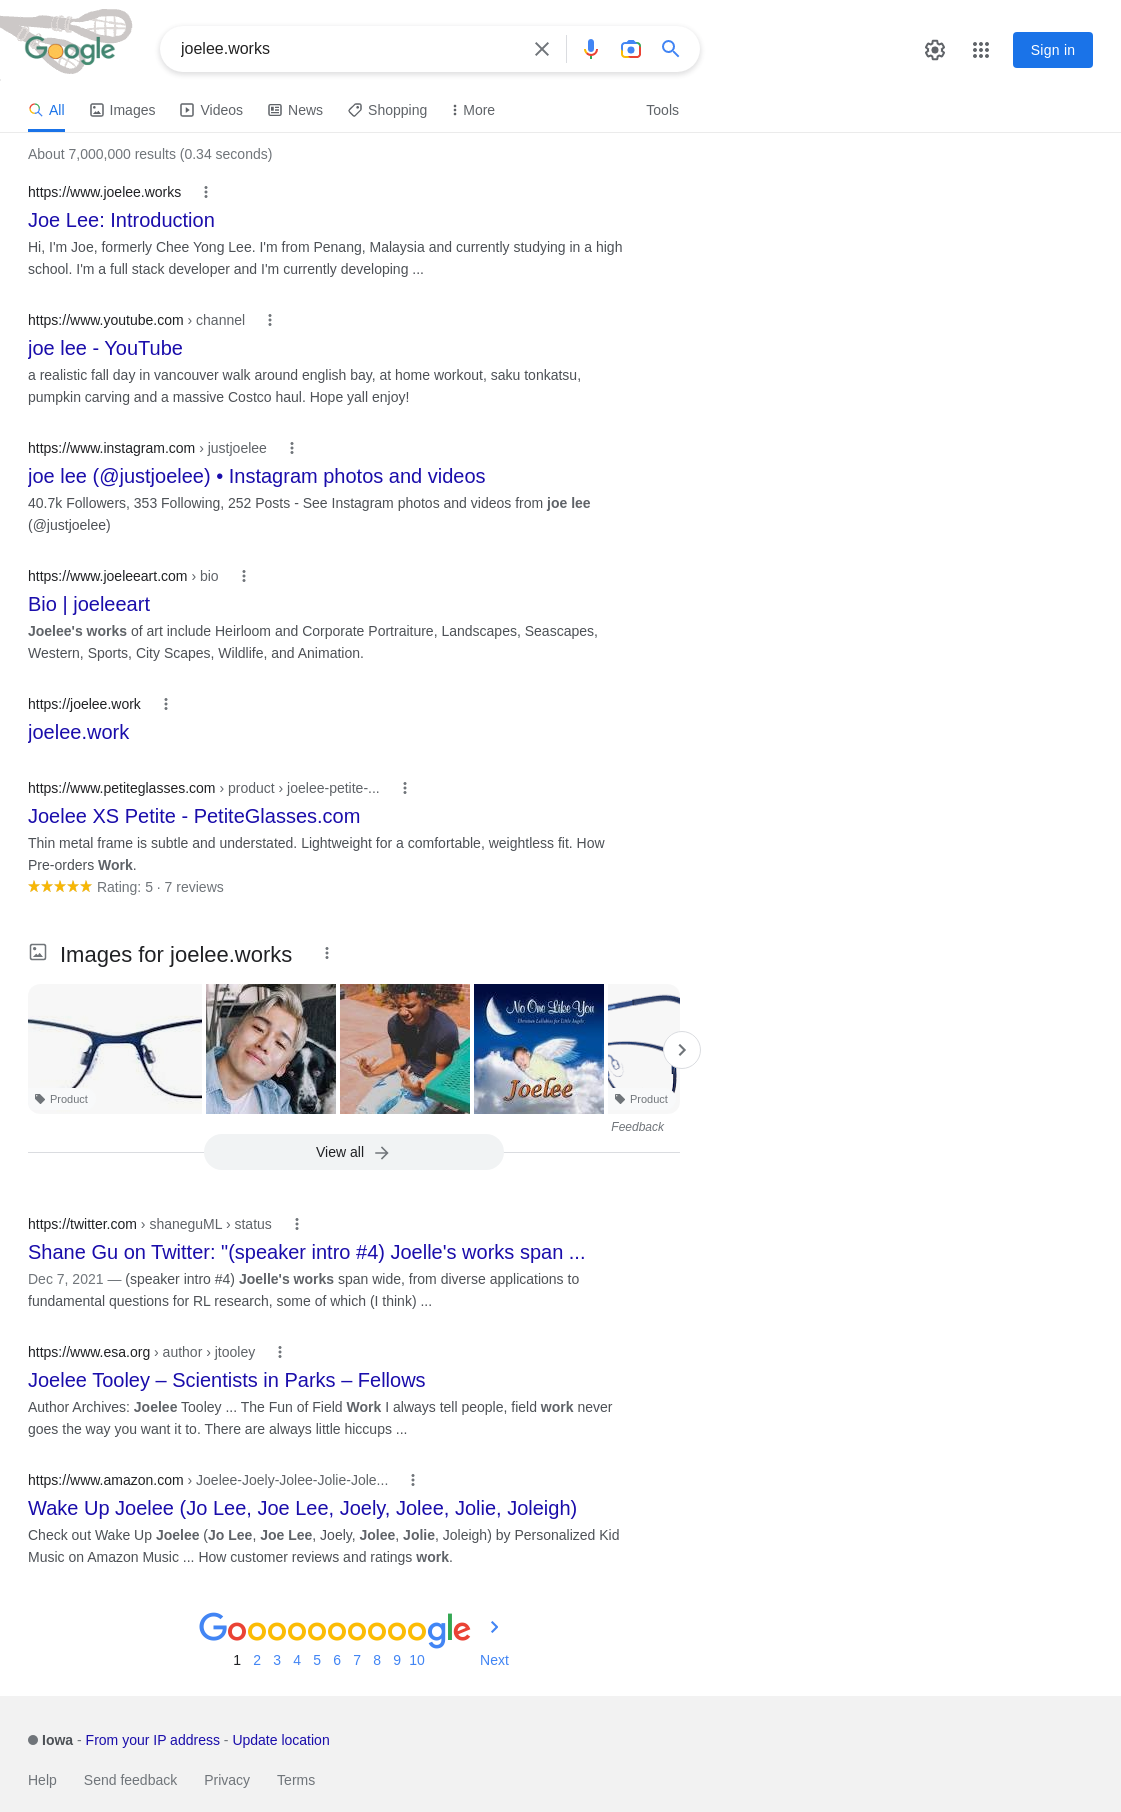 Google
joelee.works
Sign in
All
Images
Videos
News
Shopping
More
Tools
About 7,000,000 results (0.34 seconds)
https://www.joelee.works
Joe Lee: Introduction
Hi, I'm Joe, formerly Chee Yong Lee. I'm from Penang, Malaysia and currently studying in a high
school. I'm a full stack developer and I'm currently developing ...
https://www.youtube.com › channel
joe lee - YouTube
a realistic fall day in vancouver walk around english bay, at home workout, saku tonkatsu,
pumpkin carving and a massive Costco haul. Hope yall enjoy!
https://www.instagram.com › justjoelee
joe lee (@justjoelee) • Instagram photos and videos
40.7k Followers, 353 Following, 252 Posts - See Instagram photos and videos from joe lee
(@justjoelee)
https://www.joeleeart.com › bio
Bio | joeleeart
Joelee's works of art include Heirloom and Corporate Portraiture, Landscapes, Seascapes,
Western, Sports, City Scapes, Wildlife, and Animation.
https://joelee.work
joelee.work
https://www.petiteglasses.com › product › joelee-petite-...
Joelee XS Petite - PetiteGlasses.com
Thin metal frame is subtle and understated. Lightweight for a comfortable, weightless fit. How
Pre-orders Work.
Rating: 5 · 7 reviews
Images for joelee.works
No One Like You
Christian Lullabies for Little Angels
Joelee
Product
Product
Feedback
View all
https://twitter.com › shaneguML › status
Shane Gu on Twitter: "(speaker intro #4) Joelle's works span ...
Dec 7, 2021 — (speaker intro #4) Joelle's works span wide, from diverse applications to
fundamental questions for RL research, some of which (I think) ...
https://www.esa.org › author › jtooley
Joelee Tooley – Scientists in Parks – Fellows
Author Archives: Joelee Tooley ... The Fun of Field Work I always tell people, field work never
goes the way you want it to. There are always little hiccups ...
https://www.amazon.com › Joelee-Joely-Jolee-Jolie-Jole...
Wake Up Joelee (Jo Lee, Joe Lee, Joely, Jolee, Jolie, Joleigh)
Check out Wake Up Joelee (Jo Lee, Joe Lee, Joely, Jolee, Jolie, Joleigh) by Personalized Kid
Music on Amazon Music ... How customer reviews and ratings work.
Goooooooooogle
1 2 3 4 5 6 7 8 9 10 Next
Iowa - From your IP address - Update location
Help Send feedback Privacy Terms